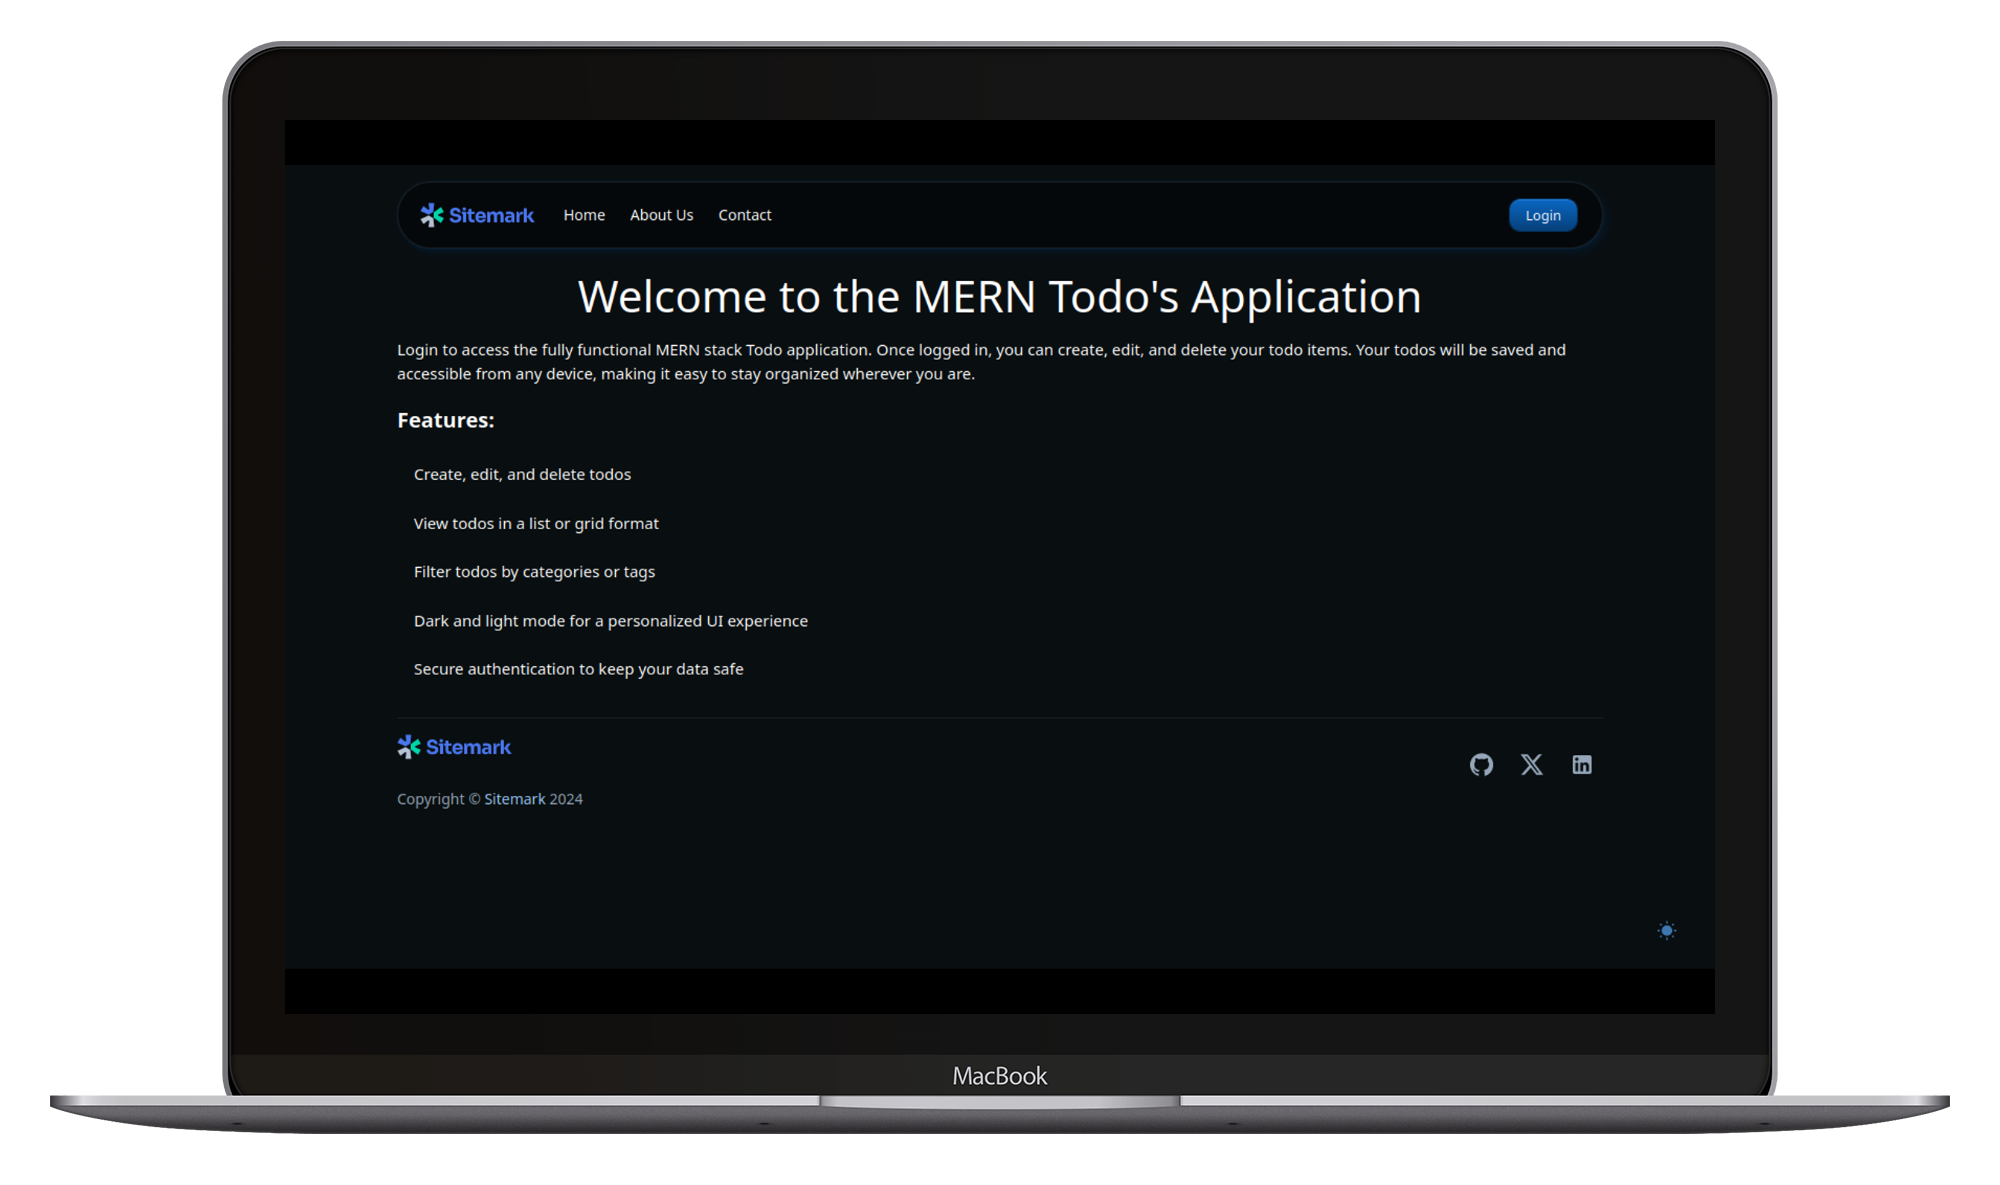 Sitemark Home About Us Contact Login
Welcome to the MERN Todo's Application
Login to access the fully functional MERN stack Todo application. Once logged in, you can create, edit, and delete your todo items. Your todos will be saved and
accessible from any device, making it easy to stay organized wherever you are.
Features:
Create, edit, and delete todos
View todos in a list or grid format
Filter todos by categories or tags
Dark and light mode for a personalized UI experience
Secure authentication to keep your data safe
Sitemark
Copyright © Sitemark 2024
MacBook